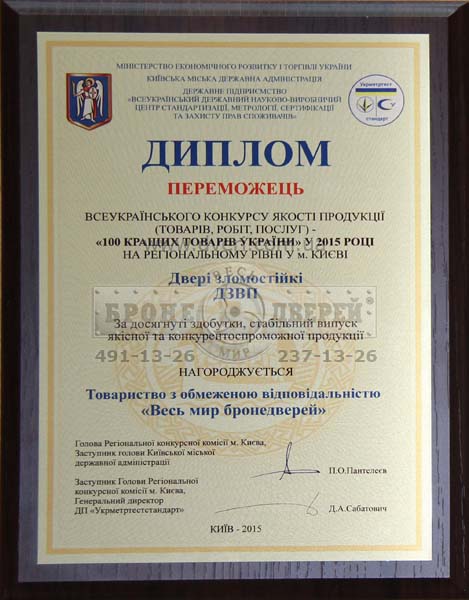 МІНІСТЕРСТВО ЕКОНОМІЧНОГО РОЗВИТКУ І ТОРГІВЛІ УКРАЇНИ
КИЇВСЬКА МІСЬКА ДЕРЖАВНА АДМІНІСТРАЦІЯ
ДЕРЖАВНЕ ПІДПРИЄМСТВО
«ВСЕУКРАЇНСЬКИЙ ДЕРЖАВНИЙ НАУКОВО-ВИРОБНИЧИЙ
ЦЕНТР СТАНДАРТИЗАЦІЇ, МЕТРОЛОГІЇ, СЕРТИФІКАЦІЇ
ТА ЗАХИСТУ ПРАВ СПОЖИВАЧІВ»
Укрметртест
стандарт
ДИПЛОМ
ПЕРЕМОЖЕЦЬ
ВСЕУКРАЇНСЬКОГО КОНКУРСУ ЯКОСТІ ПРОДУКЦІЇ
(ТОВАРІВ, РОБІТ, ПОСЛУГ) -
«100 КРАЩИХ ТОВАРІВ УКРАЇНИ» У 2015 РОЦІ
НА РЕГІОНАЛЬНОМУ РІВНІ У м. КИЄВІ
Двері зломостійкі
ДЗВП
ВЕСЬ
БРОНЕ ДВЕРЕЙ
МИР
За досягнуті здобутки, стабільний випуск
якісної та конкурентоспроможної продукції
491-13-26 237-13-26
НАГОРОДЖУЄТЬСЯ
Товариство з обмеженою відповідальністю
«Весь мир бронедверей»
Голова Регіональної конкурсної комісії м. Києва,
Заступник голови Київської міської
державної адміністрації
П.О.Пантелеєв
Заступник Голови Регіональної
конкурсної комісії м. Києва,
Генеральний директор
ДП «Укрметртестстандарт»
Д.А.Сабатович
КИЇВ - 2015